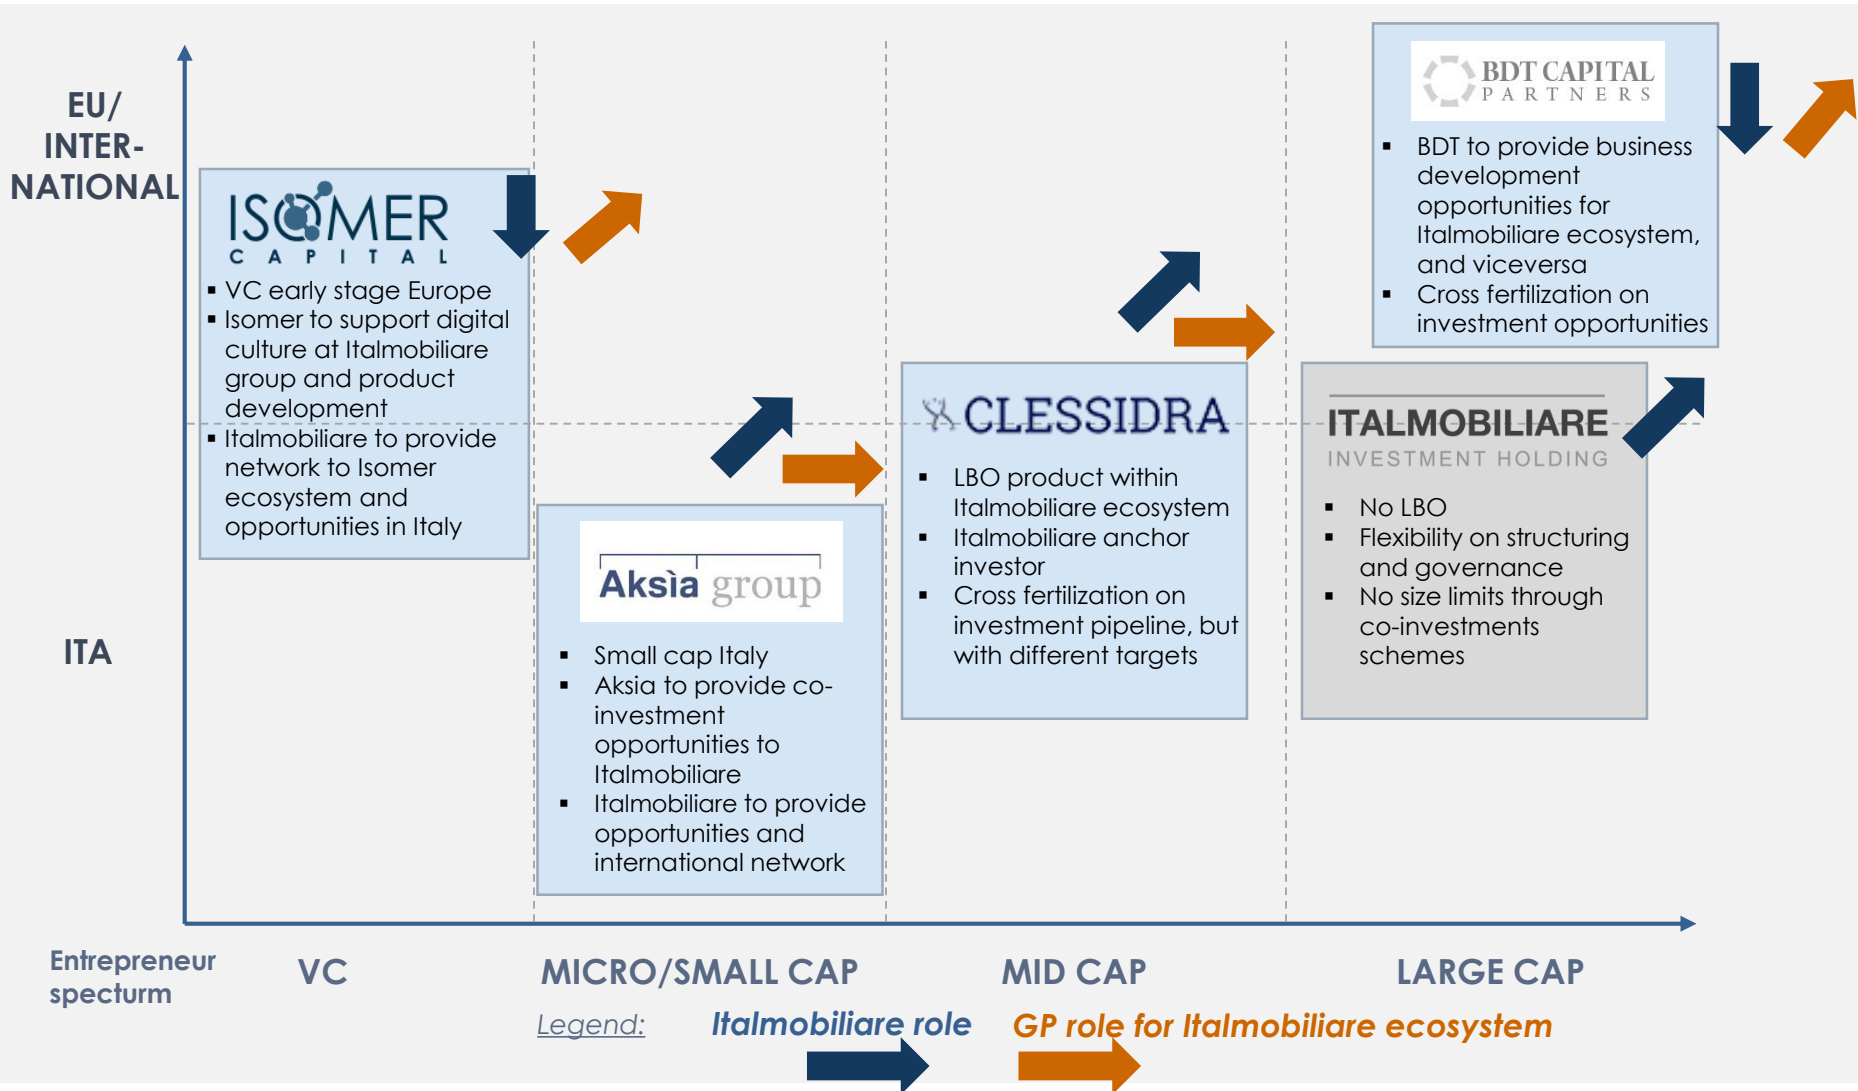 EU/
INTER-
NATIONAL
ITA
ISOMER
CAPITAL
▪ VC early stage Europe
▪ Isomer to support digital
culture at Italmobiliare
group and product
development
▪ Italmobiliare to provide
network to Isomer
ecosystem and
opportunities in Italy
Aksìa group
▪ Small cap Italy
▪ Aksia to provide co-
investment
opportunities to
Italmobiliare
▪ Italmobiliare to provide
opportunities and
international network
CLESSIDRA
▪ LBO product within
Italmobiliare ecosystem
▪ Italmobiliare anchor
investor
▪ Cross fertilization on
investment pipeline, but
with different targets
BDT CAPITAL
PARTNERS
▪ BDT to provide business
development
opportunities for
Italmobiliare ecosystem,
and viceversa
▪ Cross fertilization on
investment opportunities
ITALMOBILIARE
INVESTMENT HOLDING
▪ No LBO
▪ Flexibility on structuring
and governance
▪ No size limits through
co-investments
schemes
Entrepreneur
specturm
VC
MICRO/SMALL CAP
MID CAP
LARGE CAP
Legend:
Italmobiliare role
GP role for Italmobiliare ecosystem